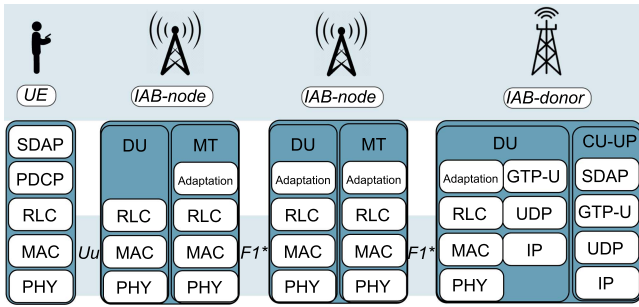 UE
IAB-node
IAB-node
IAB-donor
SDAP
PDCP
RLC
MAC
PHY
Uu
DU
MT
Adaptation
RLC
RLC
MAC
MAC
PHY
PHY
F1*
DU
MT
Adaptation
Adaptation
RLC
RLC
MAC
MAC
PHY
PHY
F1*
DU
CU-UP
Adaptation
GTP-U
SDAP
RLC
UDP
GTP-U
MAC
IP
UDP
PHY
IP